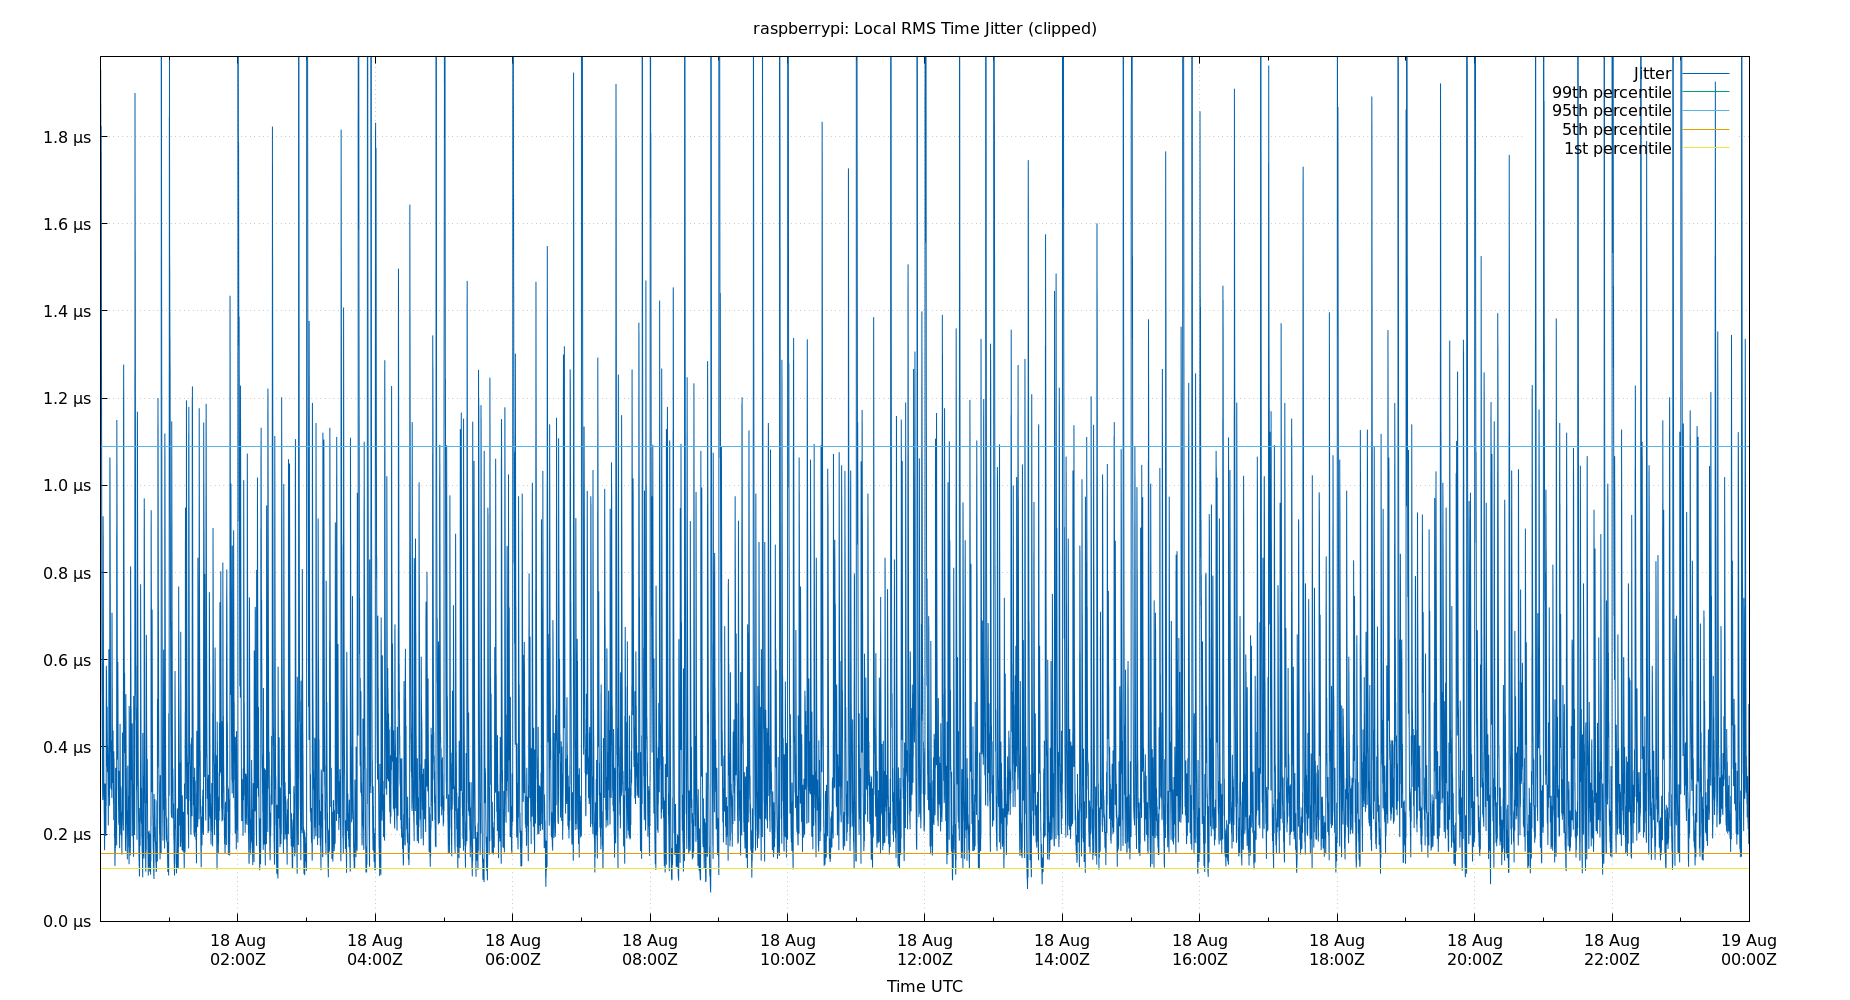 raspberrypi: Local RMS Time Jitter (clipped)
Jitter
99th percentile
95th percentile
5th percentile
1st percentile
1.8 µs
1.6 µs
1.4 µs
1.2 µs
1.0 µs
0.8 µs
0.6 µs
0.4 µs
0.2 µs
0.0 µs
18 Aug 18 Aug 18 Aug 18 Aug 18 Aug 18 Aug 18 Aug 18 Aug 18 Aug 18 Aug 18 Aug 19 Aug
02:00Z 04:00Z 06:00Z 08:00Z 10:00Z 12:00Z 14:00Z 16:00Z 18:00Z 20:00Z 22:00Z 00:00Z
Time UTC